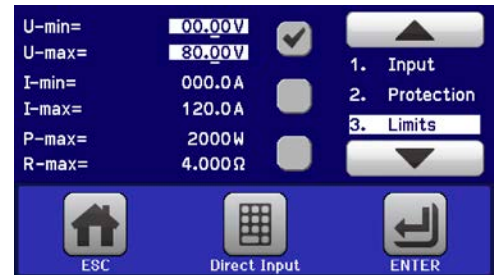 U-min= 00.00V
U-max= 80.00V
I-min= 000.0A
I-max= 120.0A
P-max= 2000W
R-max= 4.000Ω
1. Input
2. Protection
3. Limits
ESC
Direct Input
ENTER